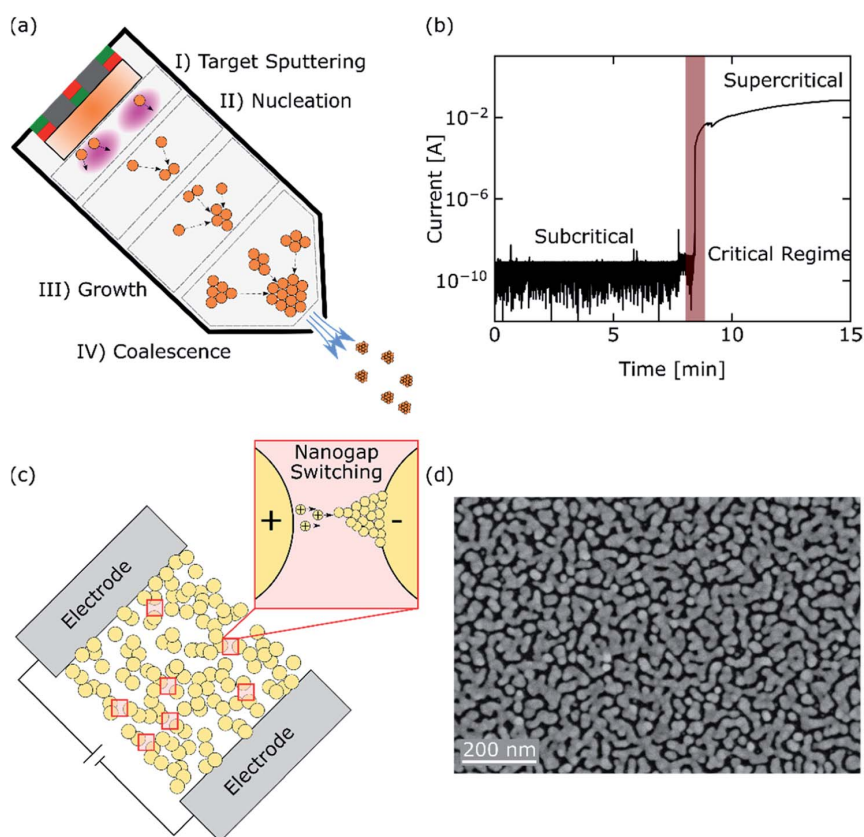 (a)
I) Target Sputtering
II) Nucleation
III) Growth
IV) Coalescence
(b)
Current [A]
10⁻²
10⁻⁶
10⁻¹⁰
Supercritical
Subcritical
Critical Regime
0
5
10
15
Time [min]
(c)
Nanogap
Switching
+
-
Electrode
Electrode
(d)
200 nm